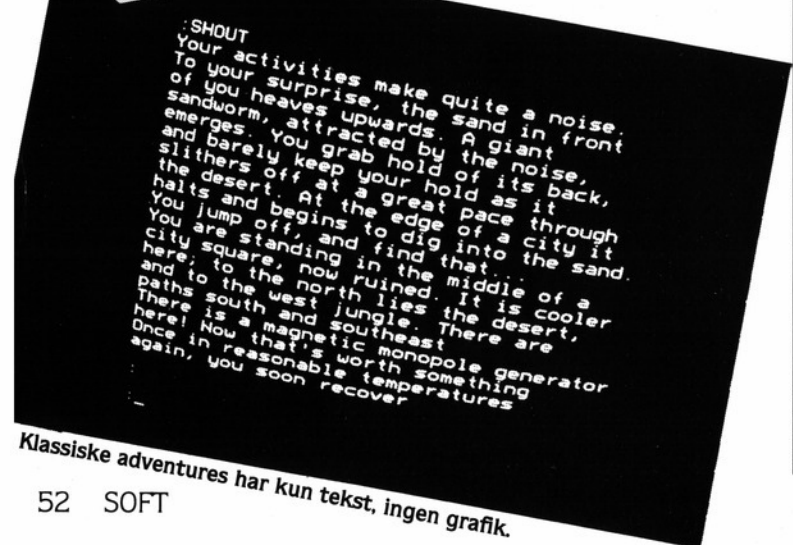 :SHOUT
Your activities make quite a noise.
To your surprise, the sand in front
of you heaves upwards. A giant
sandworm, attracted by the noise,
emerges. You grab hold of its back,
and barely keep your hold as it
slithers off at a great pace through
the desert. At the edge of a city it
halts and begins to dig into the sand.
You jump off, and find that...
You are standing in the middle of a
city square, now ruined. It is cooler
here; to the north lies the desert,
and to the west jungle. There are
paths south and southeast
There is a magnetic monopole generator
here! Now that's worth something
Once in reasonable temperatures
again, you soon recover
:
:_
Klassiske adventures har kun tekst, ingen grafik.
52 SOFT